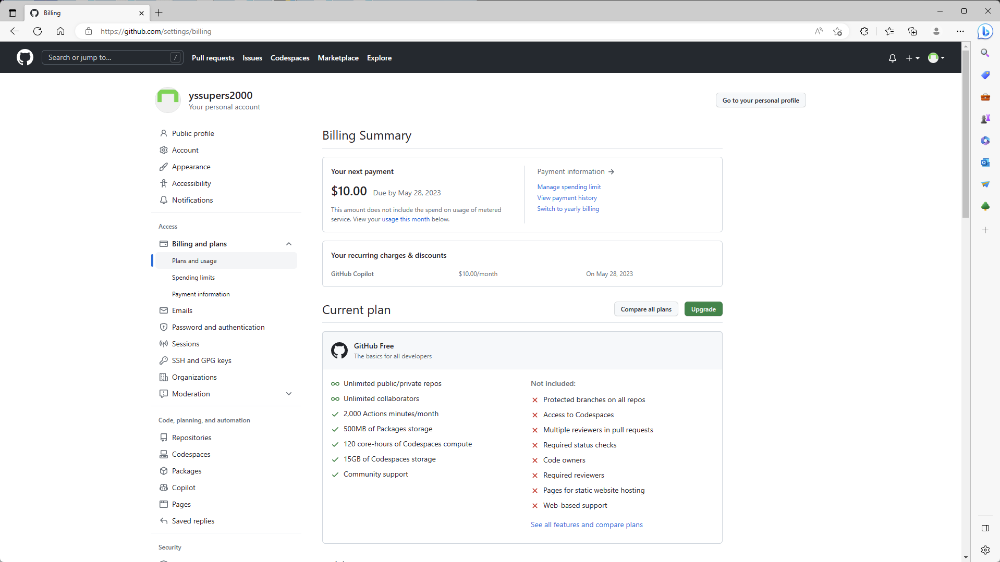 Billing
https://github.com/settings/billing
Search or jump to...
/
Pull requests
Issues
Codespaces
Marketplace
Explore
yssupers2000
Your personal account
Go to your personal profile
Public profile
Account
Appearance
Accessibility
Notifications
Access
Billing and plans
Plans and usage
Spending limits
Payment information
Emails
Password and authentication
Sessions
SSH and GPG keys
Organizations
Moderation
Code, planning, and automation
Repositories
Codespaces
Packages
Copilot
Pages
Saved replies
Security
Billing Summary
Your next payment
$10.00 Due by May 28, 2023
This amount does not include the spend on usage of metered
service. View your usage this month below.
Payment information
Manage spending limit
View payment history
Switch to yearly billing
Your recurring charges & discounts
GitHub Copilot $10.00/month On May 28, 2023
Current plan
Compare all plans
Upgrade
GitHub Free
The basics for all developers
Unlimited public/private repos
Unlimited collaborators
2,000 Actions minutes/month
500MB of Packages storage
120 core-hours of Codespaces compute
15GB of Codespaces storage
Community support
Not included:
Protected branches on all repos
Access to Codespaces
Multiple reviewers in pull requests
Required status checks
Code owners
Required reviewers
Pages for static website hosting
Web-based support
See all features and compare plans